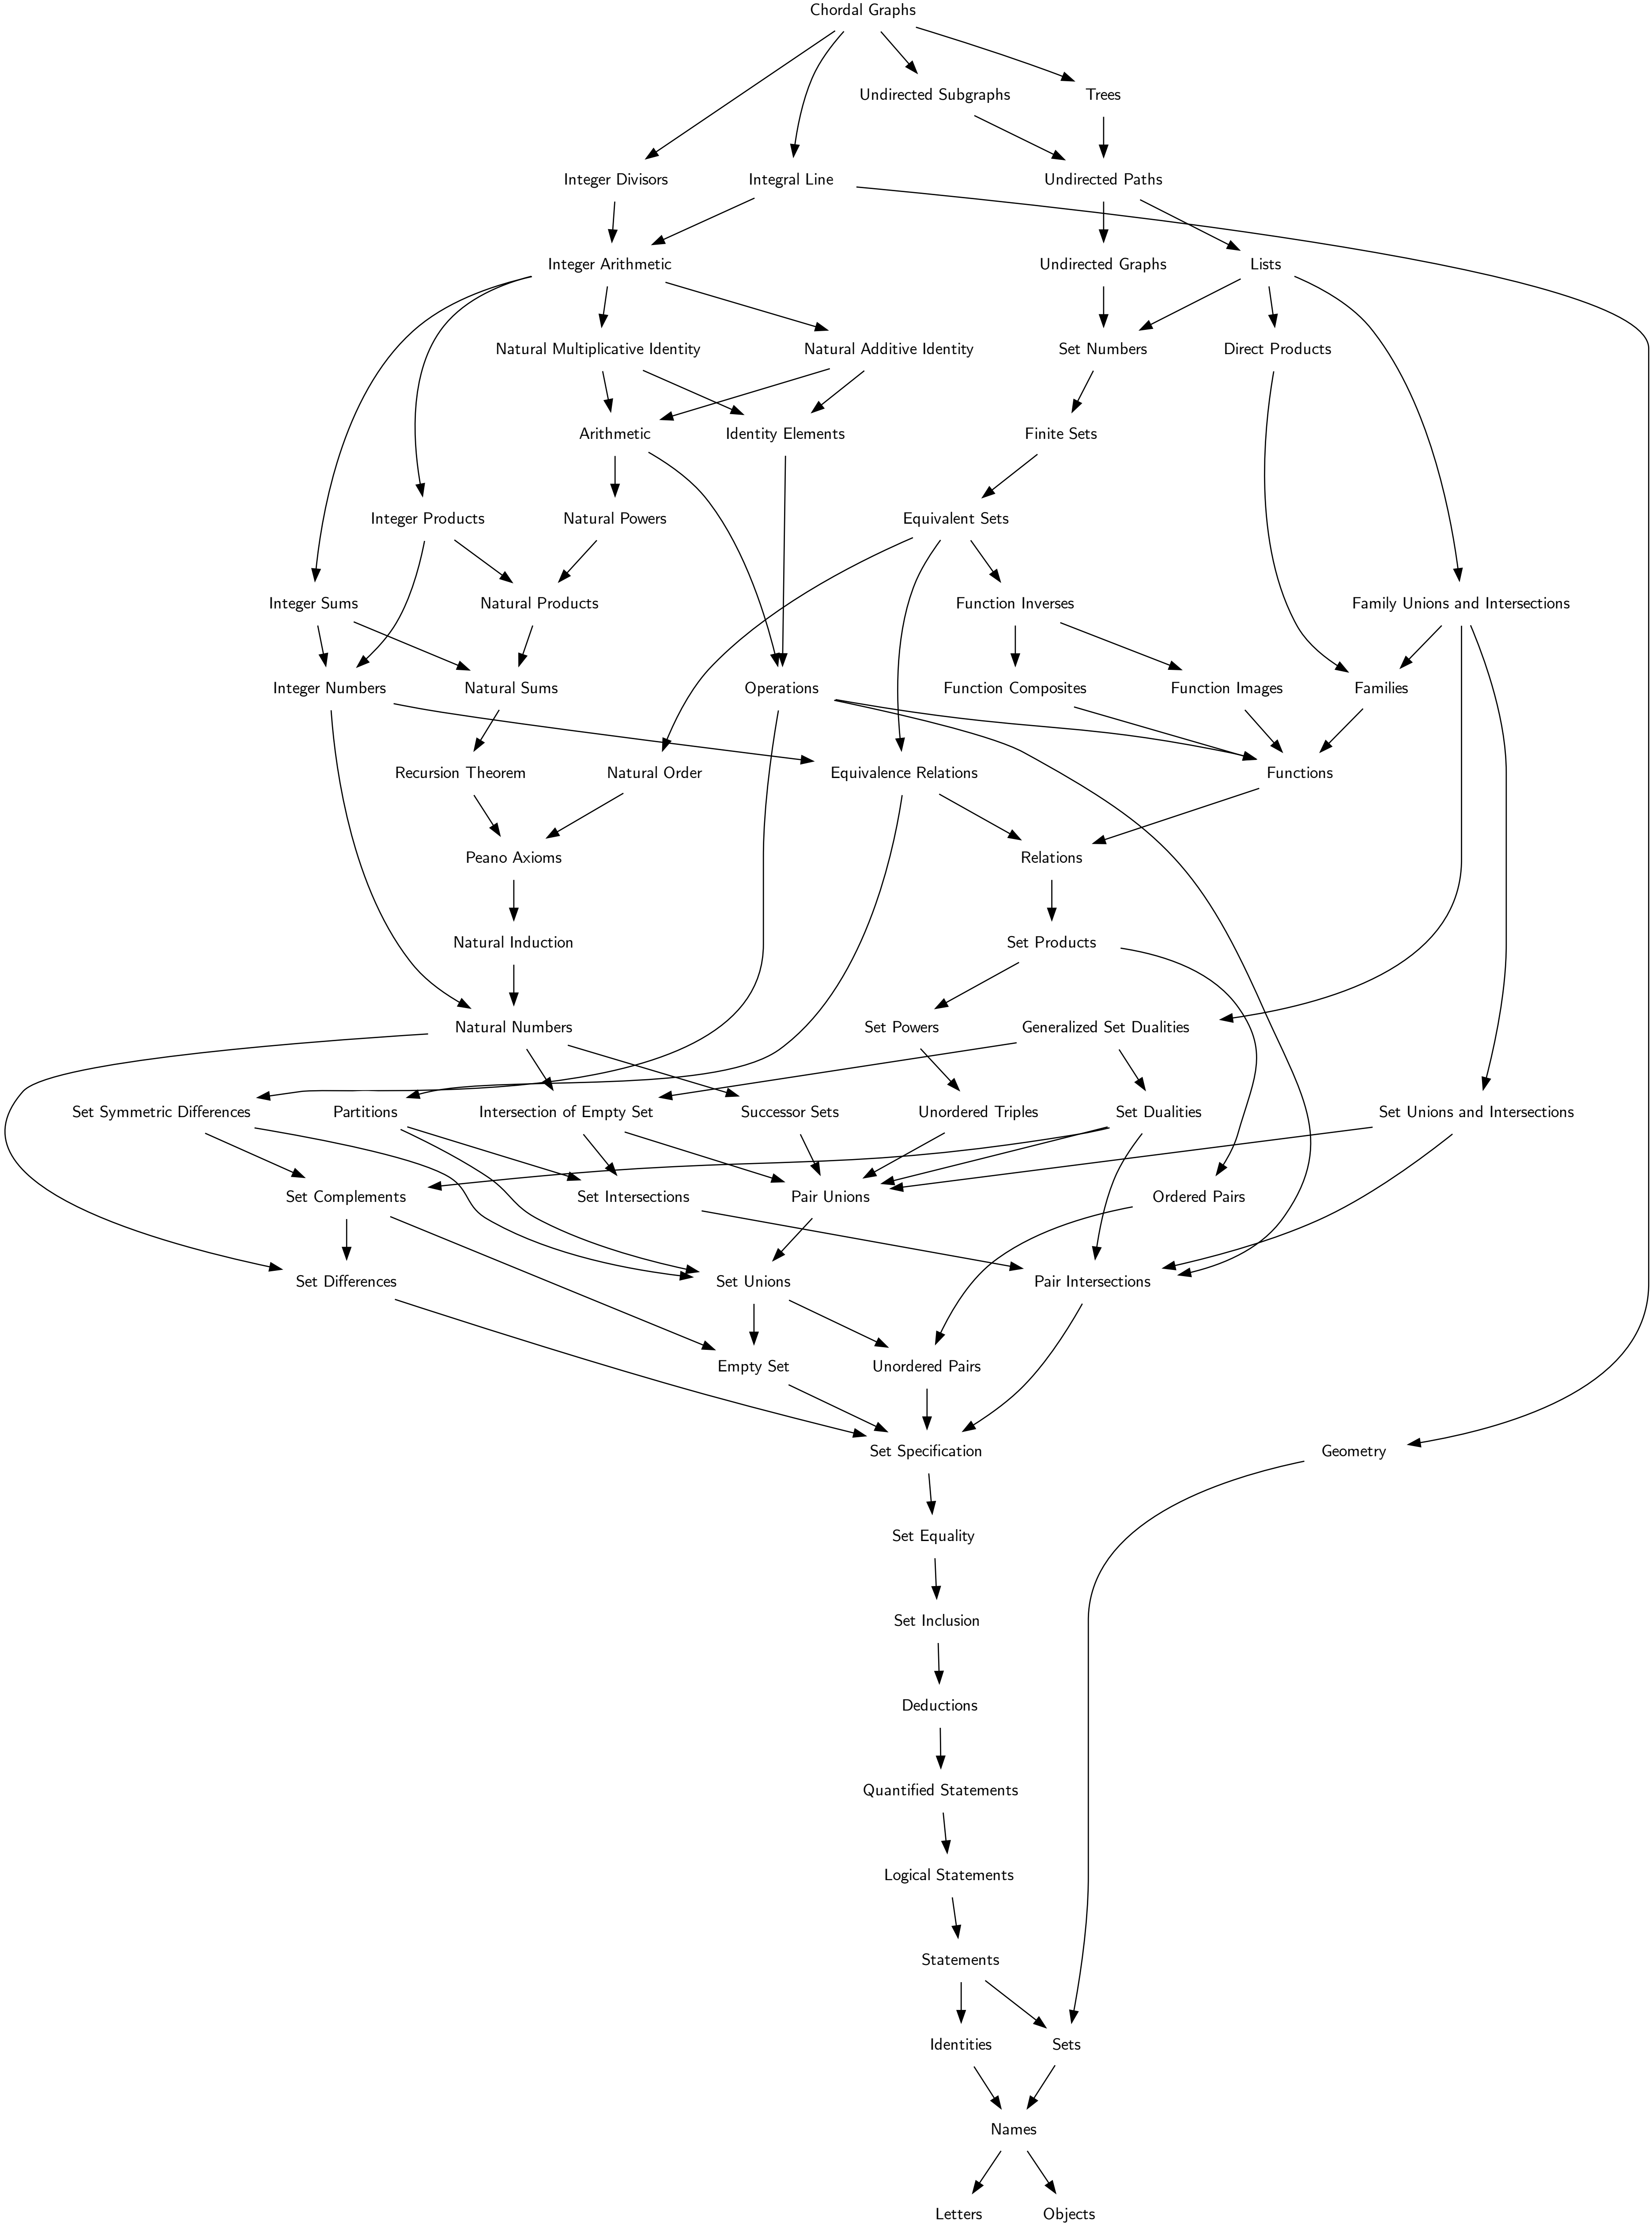 Chordal Graphs
Undirected Subgraphs
Trees
Integer Divisors
Integral Line
Undirected Paths
Integer Arithmetic
Undirected Graphs
Lists
Natural Multiplicative Identity
Natural Additive Identity
Set Numbers
Direct Products
Arithmetic
Identity Elements
Finite Sets
Integer Products
Natural Powers
Equivalent Sets
Integer Sums
Natural Products
Function Inverses
Family Unions and Intersections
Integer Numbers
Natural Sums
Operations
Function Composites
Function Images
Families
Recursion Theorem
Natural Order
Equivalence Relations
Functions
Peano Axioms
Relations
Natural Induction
Set Products
Natural Numbers
Set Powers
Generalized Set Dualities
Set Symmetric Differences
Partitions
Intersection of Empty Set
Successor Sets
Unordered Triples
Set Dualities
Set Unions and Intersections
Set Complements
Set Intersections
Pair Unions
Ordered Pairs
Set Differences
Set Unions
Pair Intersections
Empty Set
Unordered Pairs
Set Specification
Geometry
Set Equality
Set Inclusion
Deductions
Quantified Statements
Logical Statements
Statements
Identities
Sets
Names
Letters
Objects